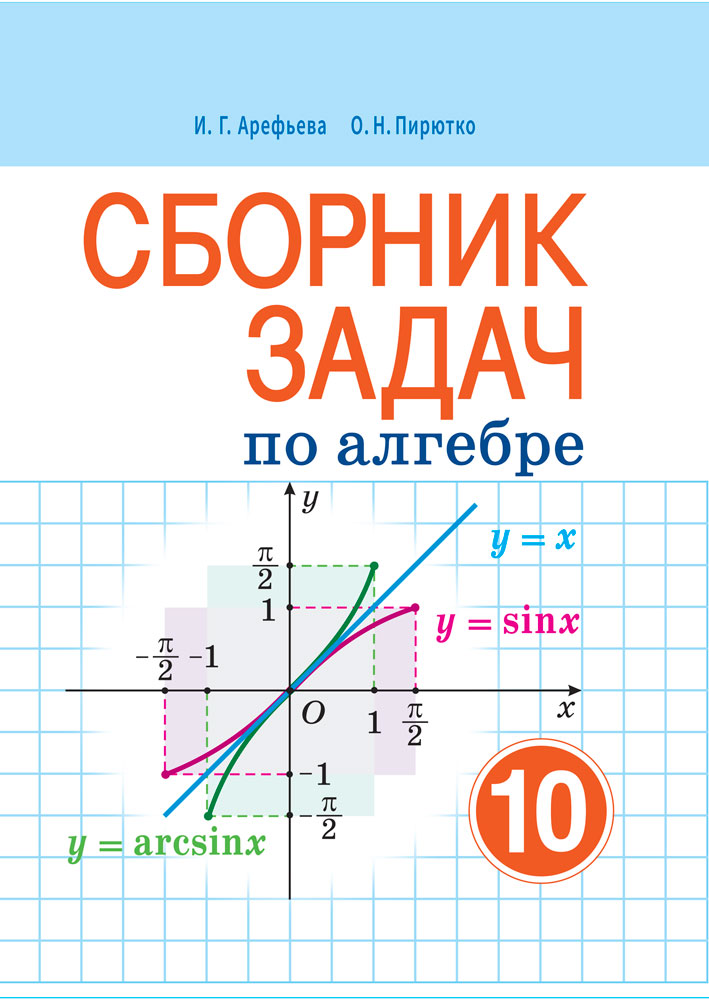 И. Г. Арефьева О. Н. Пирютко
СБОРНИК
ЗАДАЧ
по алгебре
y
π/2
y = x
1
y = sinx
-π/2 -1
O
1 π/2
x
-1
-π/2
y = arcsinx
10